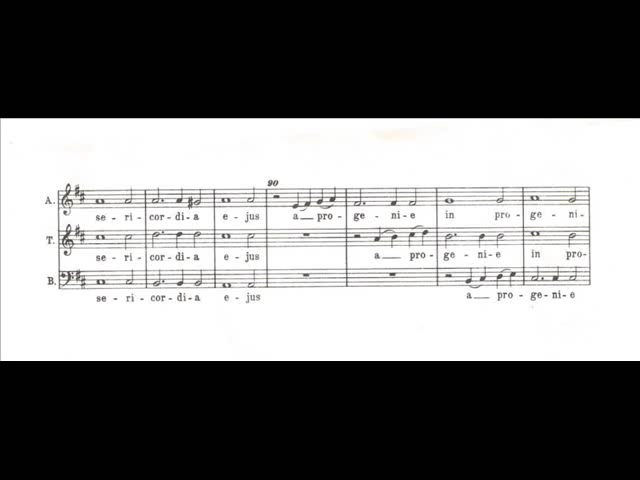 90
A.
se - ri - cor - di - a e - jus a pro - ge - ni - e in pro - ge - ni -
T.
se - ri - cor - di - a e - jus a pro - ge - ni - e in pro -
B.
se - ri - cor - di - a e - jus a pro - ge - nie